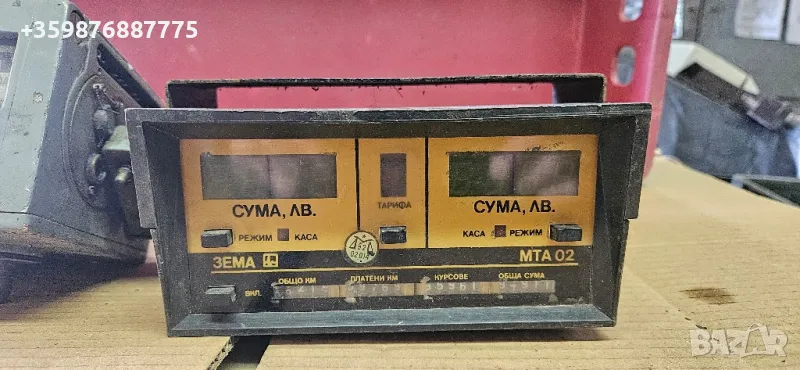 +359876887775
ТАРИФА
СУМА, ЛВ. СУМА, ЛВ.
РЕЖИМ КАСА КАСА РЕЖИМ
ЗЕМА МТА 02
ОБЩО КМ ПЛАТЕНИ КМ КУРСОВЕ ОБЩА СУМА
ВКЛ.
BAZAR